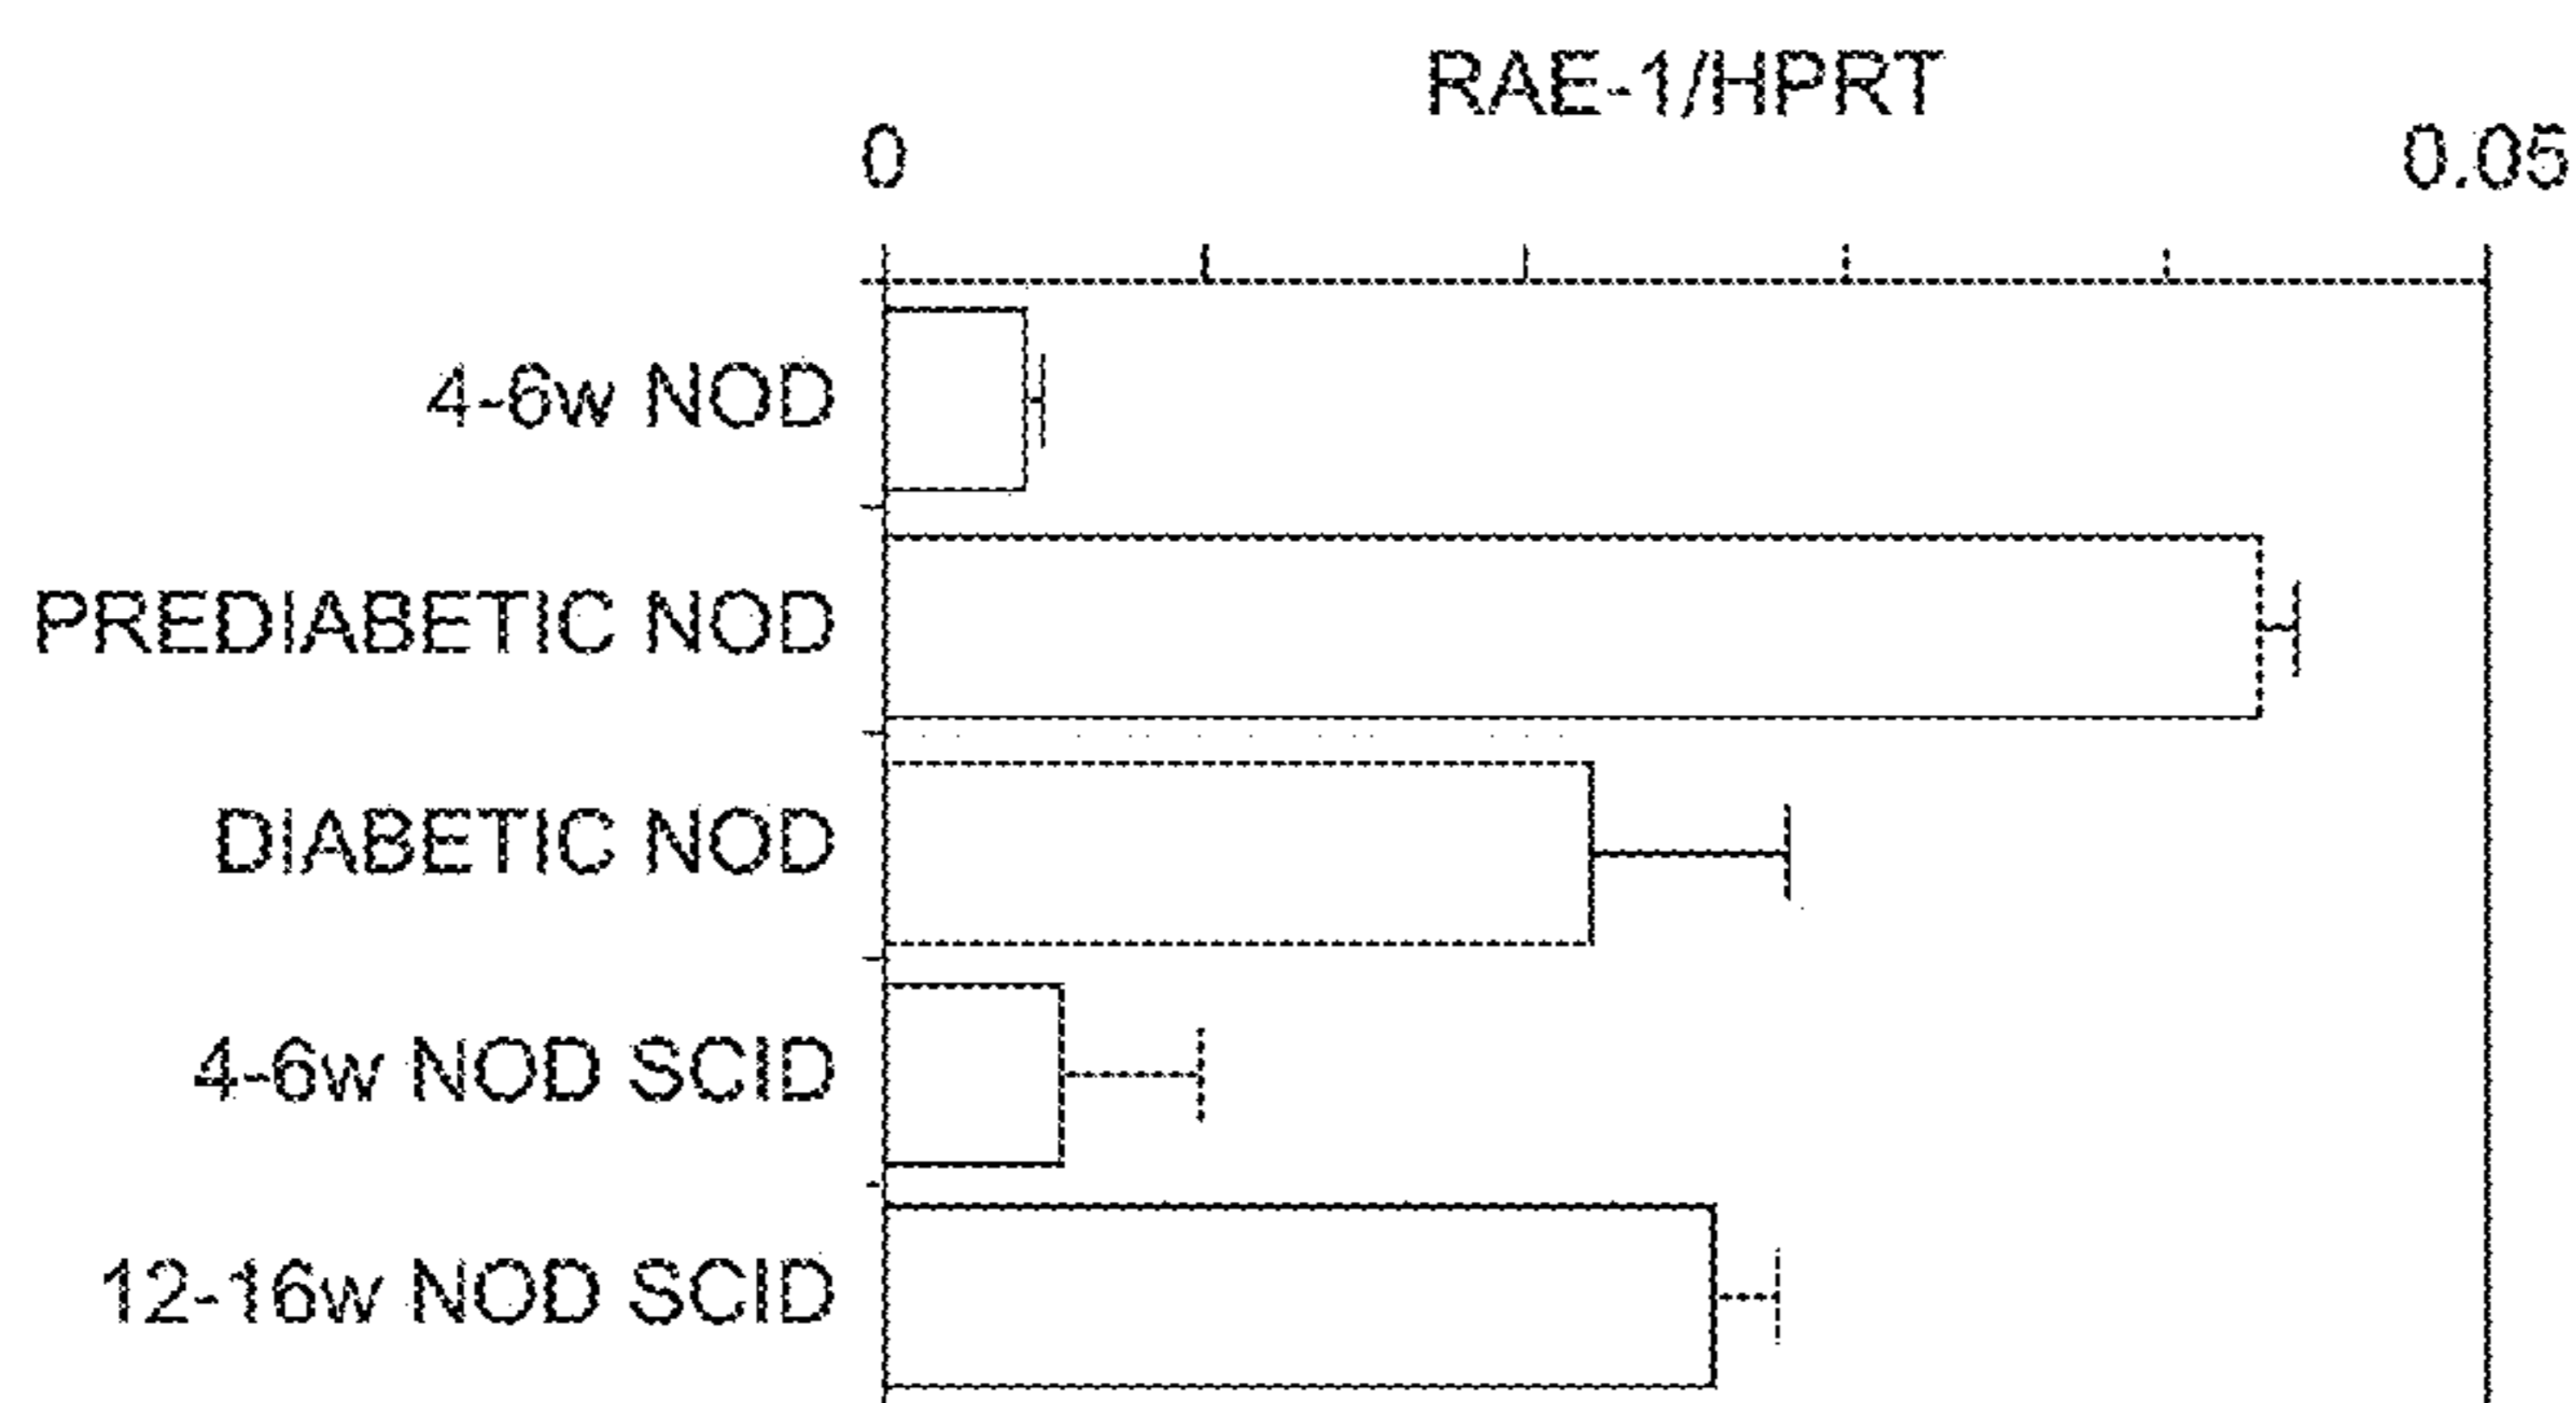 RAE-1/HPRT
0 0.05
4-6w NOD
PREDIABETIC NOD
DIABETIC NOD
4-6w NOD SCID
12-16w NOD SCID